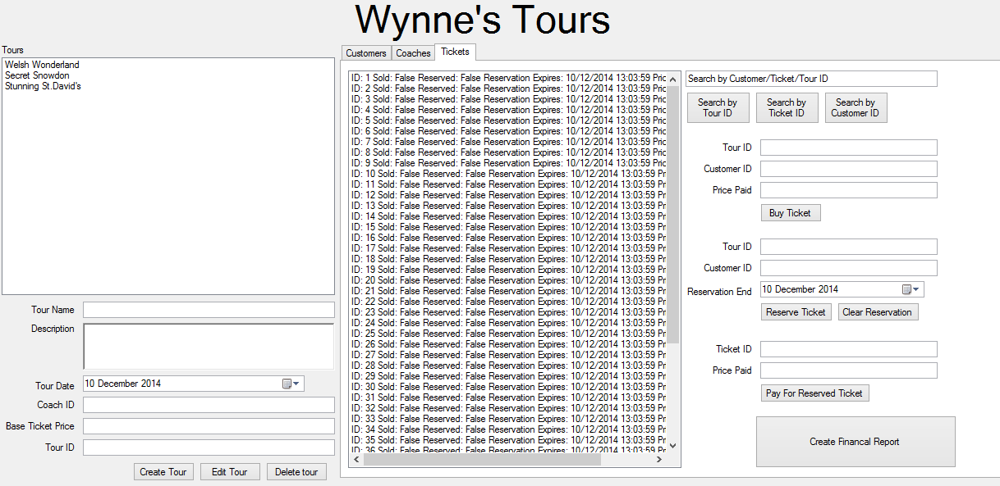 Wynne's Tours
Tours
Welsh Wonderland
Secret Snowdon
Stunning St.David's
Tour Name
Description
Tour Date 10 December 2014
Coach ID
Base Ticket Price
Tour ID
Create Tour Edit Tour Delete tour
Customers Coaches Tickets
ID: 1 Sold: False Reserved: False Reservation Expires: 10/12/2014 13:03:59 Pric
ID: 2 Sold: False Reserved: False Reservation Expires: 10/12/2014 13:03:59 Pric
ID: 3 Sold: False Reserved: False Reservation Expires: 10/12/2014 13:03:59 Pric
ID: 4 Sold: False Reserved: False Reservation Expires: 10/12/2014 13:03:59 Pric
ID: 5 Sold: False Reserved: False Reservation Expires: 10/12/2014 13:03:59 Pric
ID: 6 Sold: False Reserved: False Reservation Expires: 10/12/2014 13:03:59 Pric
ID: 7 Sold: False Reserved: False Reservation Expires: 10/12/2014 13:03:59 Pric
ID: 8 Sold: False Reserved: False Reservation Expires: 10/12/2014 13:03:59 Pric
ID: 9 Sold: False Reserved: False Reservation Expires: 10/12/2014 13:03:59 Pric
ID: 10 Sold: False Reserved: False Reservation Expires: 10/12/2014 13:03:59 Pr
ID: 11 Sold: False Reserved: False Reservation Expires: 10/12/2014 13:03:59 Pr
ID: 12 Sold: False Reserved: False Reservation Expires: 10/12/2014 13:03:59 Pr
ID: 13 Sold: False Reserved: False Reservation Expires: 10/12/2014 13:03:59 Pr
ID: 14 Sold: False Reserved: False Reservation Expires: 10/12/2014 13:03:59 Pr
ID: 15 Sold: False Reserved: False Reservation Expires: 10/12/2014 13:03:59 Pr
ID: 16 Sold: False Reserved: False Reservation Expires: 10/12/2014 13:03:59 Pr
ID: 17 Sold: False Reserved: False Reservation Expires: 10/12/2014 13:03:59 Pr
ID: 18 Sold: False Reserved: False Reservation Expires: 10/12/2014 13:03:59 Pr
ID: 19 Sold: False Reserved: False Reservation Expires: 10/12/2014 13:03:59 Pr
ID: 20 Sold: False Reserved: False Reservation Expires: 10/12/2014 13:03:59 Pr
ID: 21 Sold: False Reserved: False Reservation Expires: 10/12/2014 13:03:59 Pr
ID: 22 Sold: False Reserved: False Reservation Expires: 10/12/2014 13:03:59 Pr
ID: 23 Sold: False Reserved: False Reservation Expires: 10/12/2014 13:03:59 Pr
ID: 24 Sold: False Reserved: False Reservation Expires: 10/12/2014 13:03:59 Pr
ID: 25 Sold: False Reserved: False Reservation Expires: 10/12/2014 13:03:59 Pr
ID: 26 Sold: False Reserved: False Reservation Expires: 10/12/2014 13:03:59 Pr
ID: 27 Sold: False Reserved: False Reservation Expires: 10/12/2014 13:03:59 Pr
ID: 28 Sold: False Reserved: False Reservation Expires: 10/12/2014 13:03:59 Pr
ID: 29 Sold: False Reserved: False Reservation Expires: 10/12/2014 13:03:59 Pr
ID: 30 Sold: False Reserved: False Reservation Expires: 10/12/2014 13:03:59 Pr
ID: 31 Sold: False Reserved: False Reservation Expires: 10/12/2014 13:03:59 Pr
ID: 32 Sold: False Reserved: False Reservation Expires: 10/12/2014 13:03:59 Pr
ID: 33 Sold: False Reserved: False Reservation Expires: 10/12/2014 13:03:59 Pr
ID: 34 Sold: False Reserved: False Reservation Expires: 10/12/2014 13:03:59 Pr
ID: 35 Sold: False Reserved: False Reservation Expires: 10/12/2014 13:03:59 Pr
ID: 36 Sold: False Reserved: False Reservation Expires: 10/12/2014 13:03:59 Pr
Search by Customer/Ticket/Tour ID
Search by Tour ID
Search by Ticket ID
Search by Customer ID
Tour ID
Customer ID
Price Paid
Buy Ticket
Tour ID
Customer ID
Reservation End 10 December 2014
Reserve Ticket Clear Reservation
Ticket ID
Price Paid
Pay For Reserved Ticket
Create Financal Report